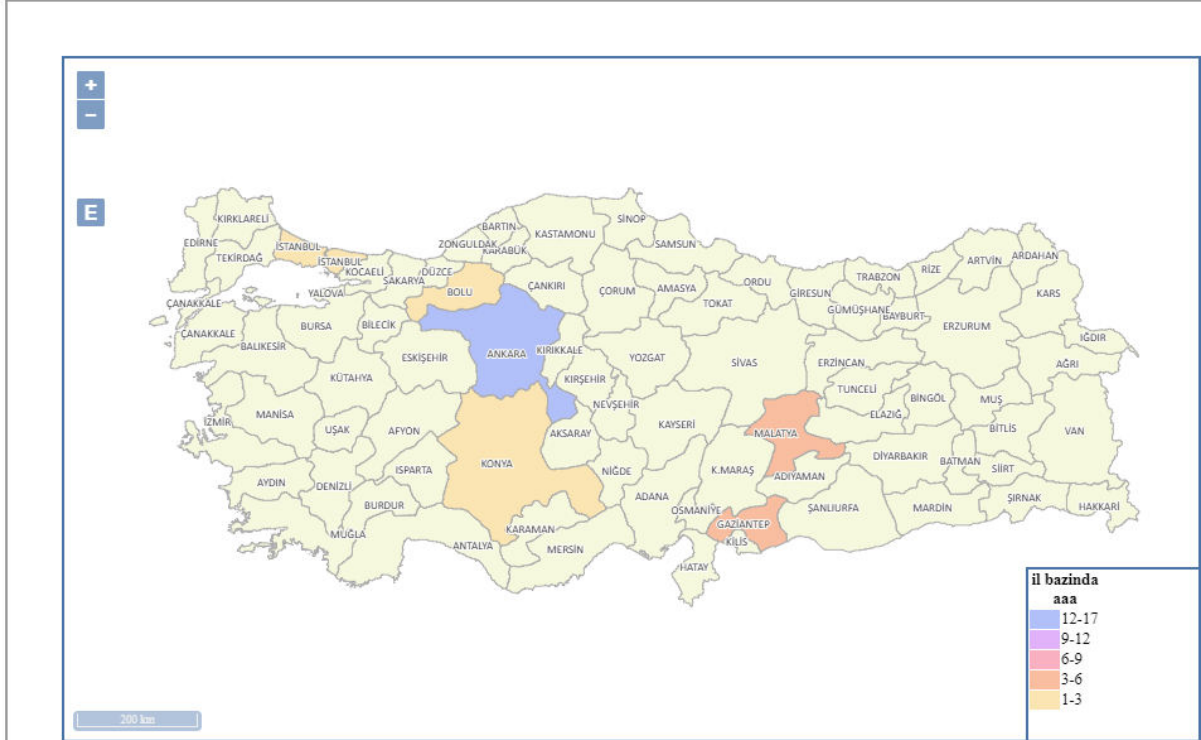 +
−
E
KIRKLARELİ
EDİRNE
TEKİRDAĞ
İSTANBUL
İSTANBUL
KOCAELİ
YALOVA
SAKARYA
DÜZCE
BOLU
ZONGULDAK
BARTIN
KARABÜK
KASTAMONU
SİNOP
SAMSUN
ÇANKIRI
ÇORUM
AMASYA
TOKAT
ORDU
GİRESUN
TRABZON
GÜMÜŞHANE
BAYBURT
RİZE
ARTVİN
ARDAHAN
KARS
ERZURUM
IĞDIR
AĞRI
ÇANAKKALE
ÇANAKKALE
BALIKESİR
BURSA
BİLECİK
ESKİŞEHİR
KÜTAHYA
ANKARA
KIRIKKALE
KIRŞEHİR
YOZGAT
SİVAS
ERZİNCAN
TUNCELİ
ELAZIĞ
BİNGÖL
MUŞ
BİTLİS
VAN
İZMİR
MANİSA
UŞAK
AFYON
NEVŞEHİR
AKSARAY
KAYSERİ
MALATYA
ADIYAMAN
DİYARBAKIR
BATMAN
SİİRT
ŞIRNAK
HAKKARİ
AYDIN
DENİZLİ
ISPARTA
BURDUR
MUĞLA
ANTALYA
KONYA
KARAMAN
MERSİN
NİĞDE
ADANA
K.MARAŞ
OSMANİYE
GAZİANTEP
KİLİS
HATAY
ŞANLIURFA
MARDİN
il bazinda
aaa
12-17
9-12
6-9
3-6
1-3
200 km